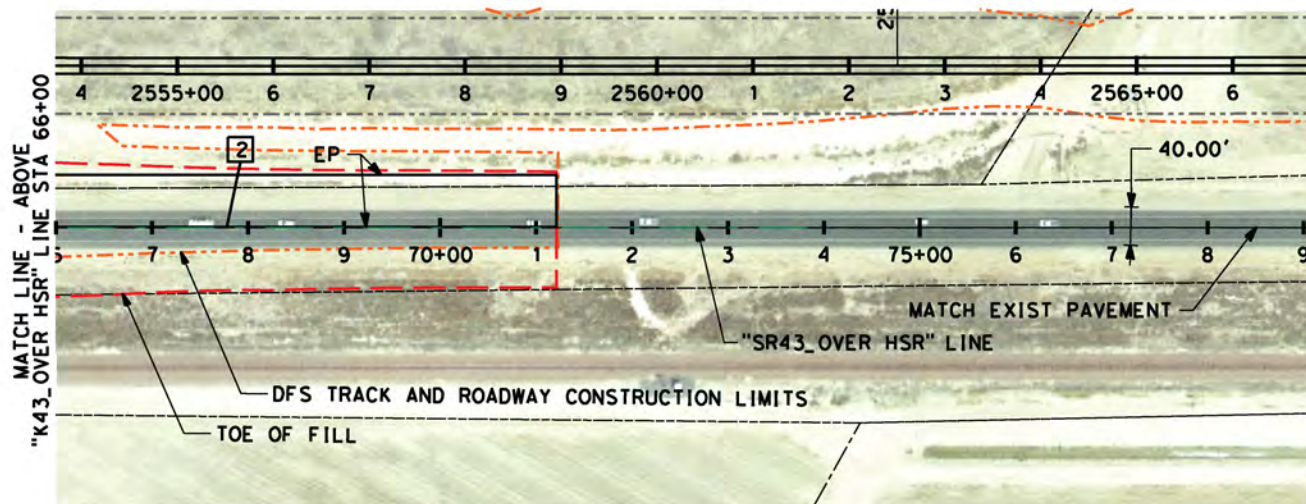 MATCH LINE - ABOVE
"K43_OVER HSR" LINE STA 66+00
4 2555+00 6 7 8 9 2560+00 1 2 3 4 2565+00 6
2
EP
40.00'
7 8 9 70+00 1 2 3 4 75+00 6 7 8 9
MATCH EXIST PAVEMENT
"SR43_OVER HSR" LINE
DFS TRACK AND ROADWAY CONSTRUCTION LIMITS
TOE OF FILL